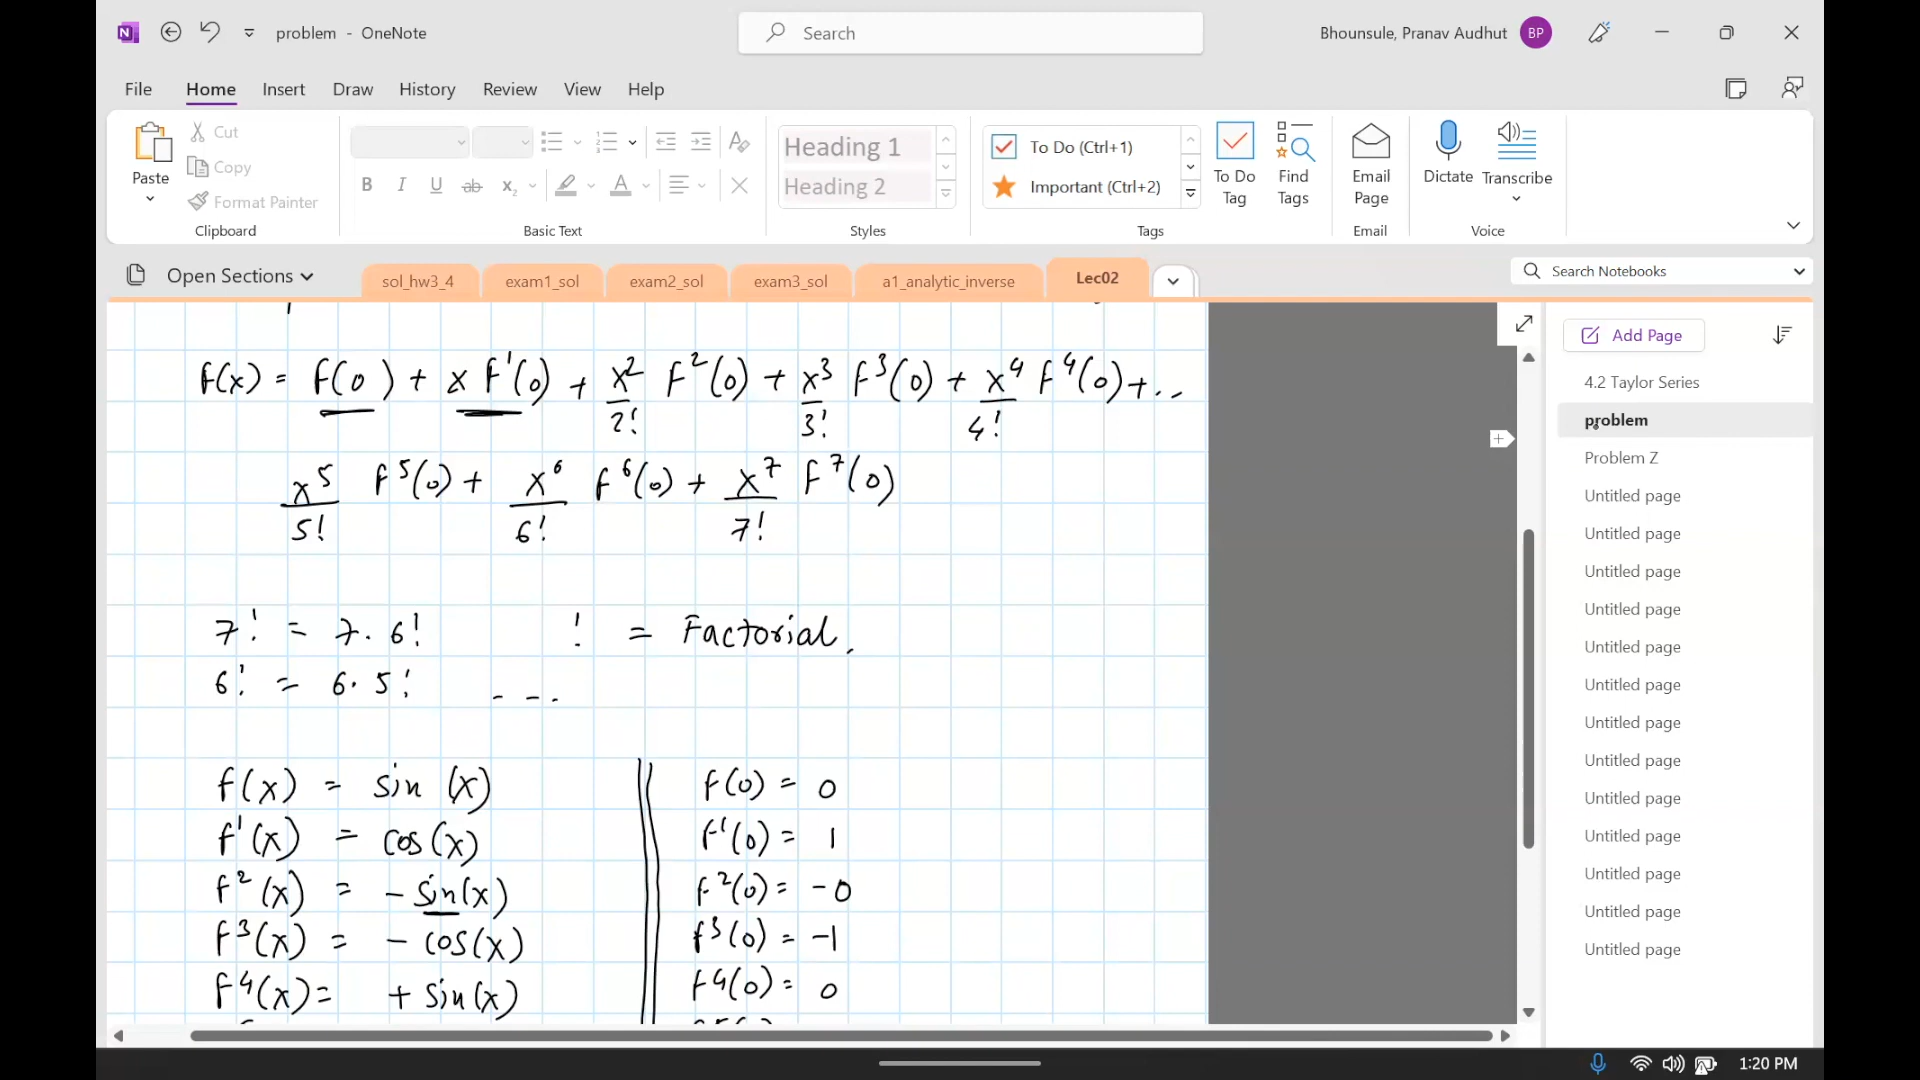 problem - OneNote
Search
Bhounsule, Pranav Audhut BP
File Home Insert Draw History Review View Help
Paste
Cut
Copy
Format Painter
Clipboard
B I U ab x₂ A
Basic Text
Heading 1
Heading 2
Styles
To Do (Ctrl+1)
Important (Ctrl+2)
To Do Tag
Find Tags
Tags
Email Page
Email
Dictate
Transcribe
Voice
Open Sections
sol_hw3_4 exam1_sol exam2_sol exam3_sol a1_analytic_inverse Lec02
Search Notebooks
f(x) = f(0) + x f'(0) + x²/2! f²(0) + x³/3! f³(0) + x⁴/4! f⁴(0) + ..
x⁵/5! f⁵(0) + x⁶/6! f⁶(0) + x⁷/7! f⁷(0)
7! = 7. 6! ! = Factorial.
6! = 6. 5! - - -.
f(x) = sin (x) f(0) = 0
f'(x) = cos(x) f'(0) = 1
f²(x) = - sin(x) f²(0) = -0
f³(x) = - cos(x) f³(0) = -1
f⁴(x) = + sin(x) f⁴(0) = 0
Add Page
4.2 Taylor Series
problem
Problem Z
Untitled page
Untitled page
Untitled page
Untitled page
Untitled page
Untitled page
Untitled page
Untitled page
Untitled page
Untitled page
Untitled page
Untitled page
Untitled page
1:20 PM